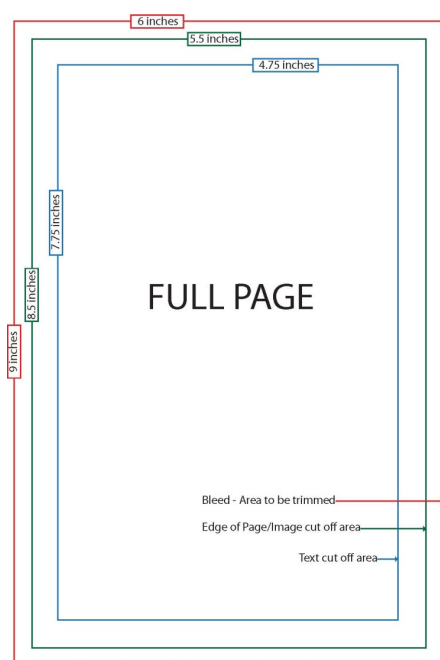 6 inches
5.5 inches
4.75 inches
7.75 inches
8.5 inches
9 inches
FULL PAGE
Bleed - Area to be trimmed
Edge of Page/Image cut off area
Text cut off area